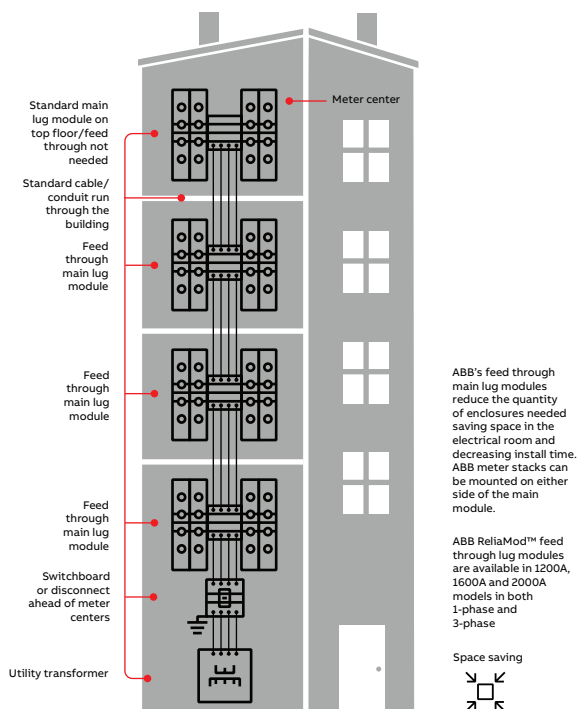 Standard main
lug module on
top floor/feed
through not
needed
Meter center
Standard cable/
conduit run
through the
building
Feed
through
main lug
module
Feed
through
main lug
module
Feed
through
main lug
module
Switchboard
or disconnect
ahead of meter
centers
Utility transformer
ABB’s feed through
main lug modules
reduce the quantity
of enclosures needed
saving space in the
electrical room and
decreasing install time.
ABB meter stacks can
be mounted on either
side of the main
module.
ABB ReliaMod™ feed
through lug modules
are available in 1200A,
1600A and 2000A
models in both
1-phase and
3-phase
Space saving